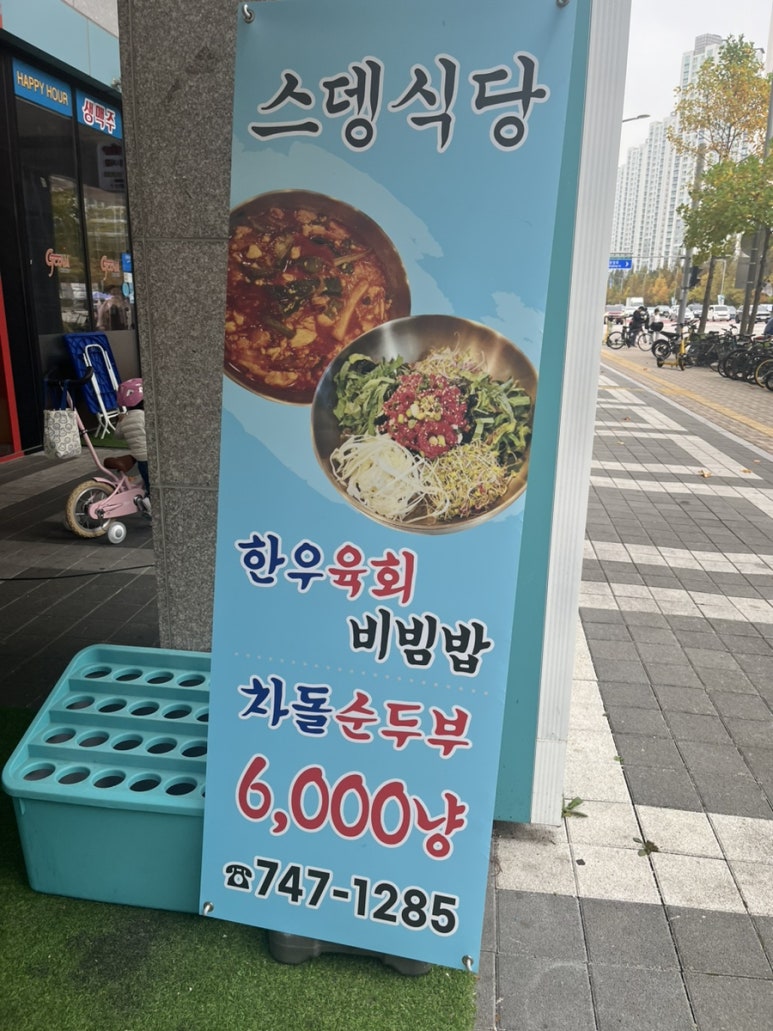 HAPPY HOUR
생맥주
스뎅식당
한우육회
비빔밥
차돌순두부
6,000냥
☎747-1285